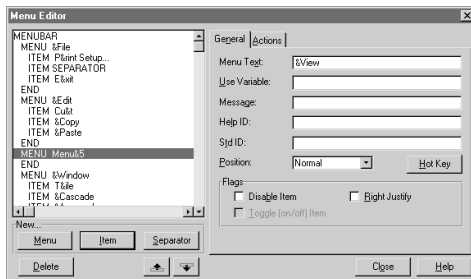 Menu Editor
MENUBAR
MENU &File
ITEM P&rint Setup...
ITEM SEPARATOR
ITEM E&xit
END
MENU &Edit
ITEM Cu&t
ITEM &Copy
ITEM &Paste
END
MENU Menu&5
END
MENU &Window
ITEM T&ile
ITEM &Cascade
New...
Menu
Item
Separator
Delete
General
Actions
Menu Text: &View
Use Variable:
Message:
Help ID:
Std ID:
Position: Normal
Hot Key
Flags
Disable Item
Right Justify
Toggle (on/off) Item
Close
Help